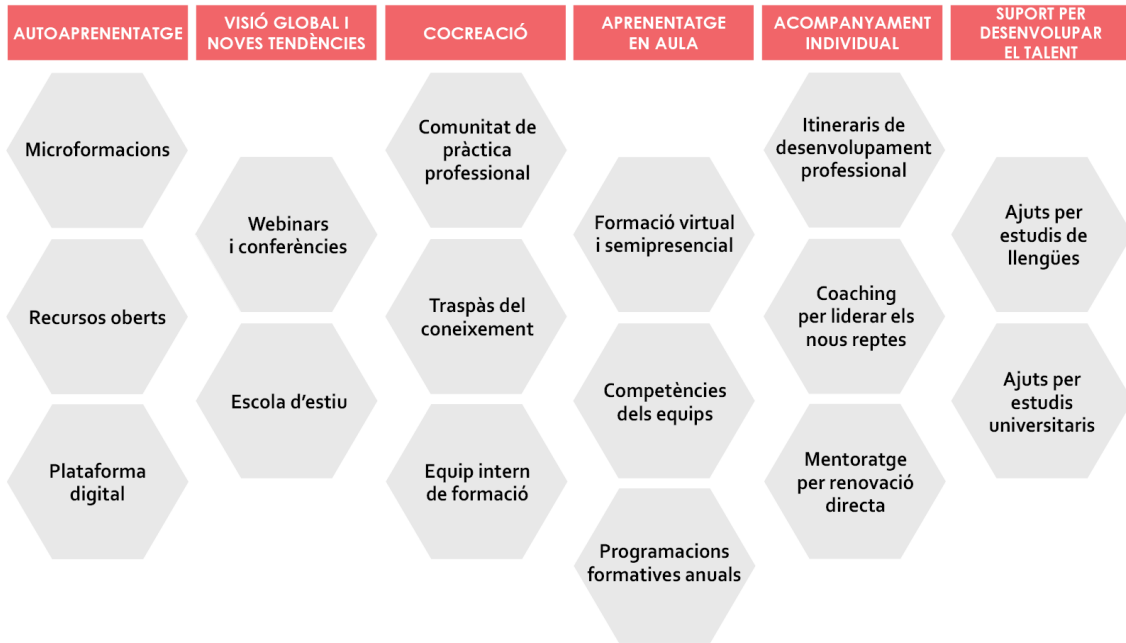 AUTOAPRENENTATGE
VISIÓ GLOBAL I
NOVES TENDÈNCIES
COCREACIÓ
APRENENTATGE
EN AULA
ACOMPANYAMENT
INDIVIDUAL
SUPORT PER
DESENVOLUPAR
EL TALENT
Microformacions
Recursos oberts
Plataforma
digital
Webinars
i conferències
Escola d'estiu
Comunitat de
pràctica
professional
Traspàs del
coneixement
Equip intern
de formació
Formació virtual
i semipresencial
Competències
dels equips
Programacions
formatives anuals
Itineraris de
desenvolupament
professional
Coaching
per liderar els
nous reptes
Mentoratge
per renovació
directa
Ajuts per
estudis de
llengües
Ajuts per
estudis
universitaris